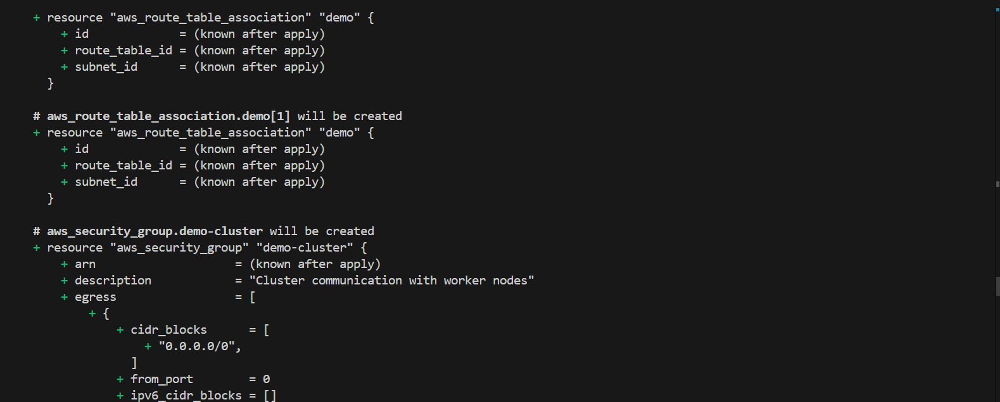 + resource "aws_route_table_association" "demo" {
+ id = (known after apply)
+ route_table_id = (known after apply)
+ subnet_id = (known after apply)
}
# aws_route_table_association.demo[1] will be created
+ resource "aws_route_table_association" "demo" {
+ id = (known after apply)
+ route_table_id = (known after apply)
+ subnet_id = (known after apply)
}
# aws_security_group.demo-cluster will be created
+ resource "aws_security_group" "demo-cluster" {
+ arn = (known after apply)
+ description = "Cluster communication with worker nodes"
+ egress = [
+ {
+ cidr_blocks = [
+ "0.0.0.0/0",
]
+ from_port = 0
+ ipv6_cidr_blocks = []